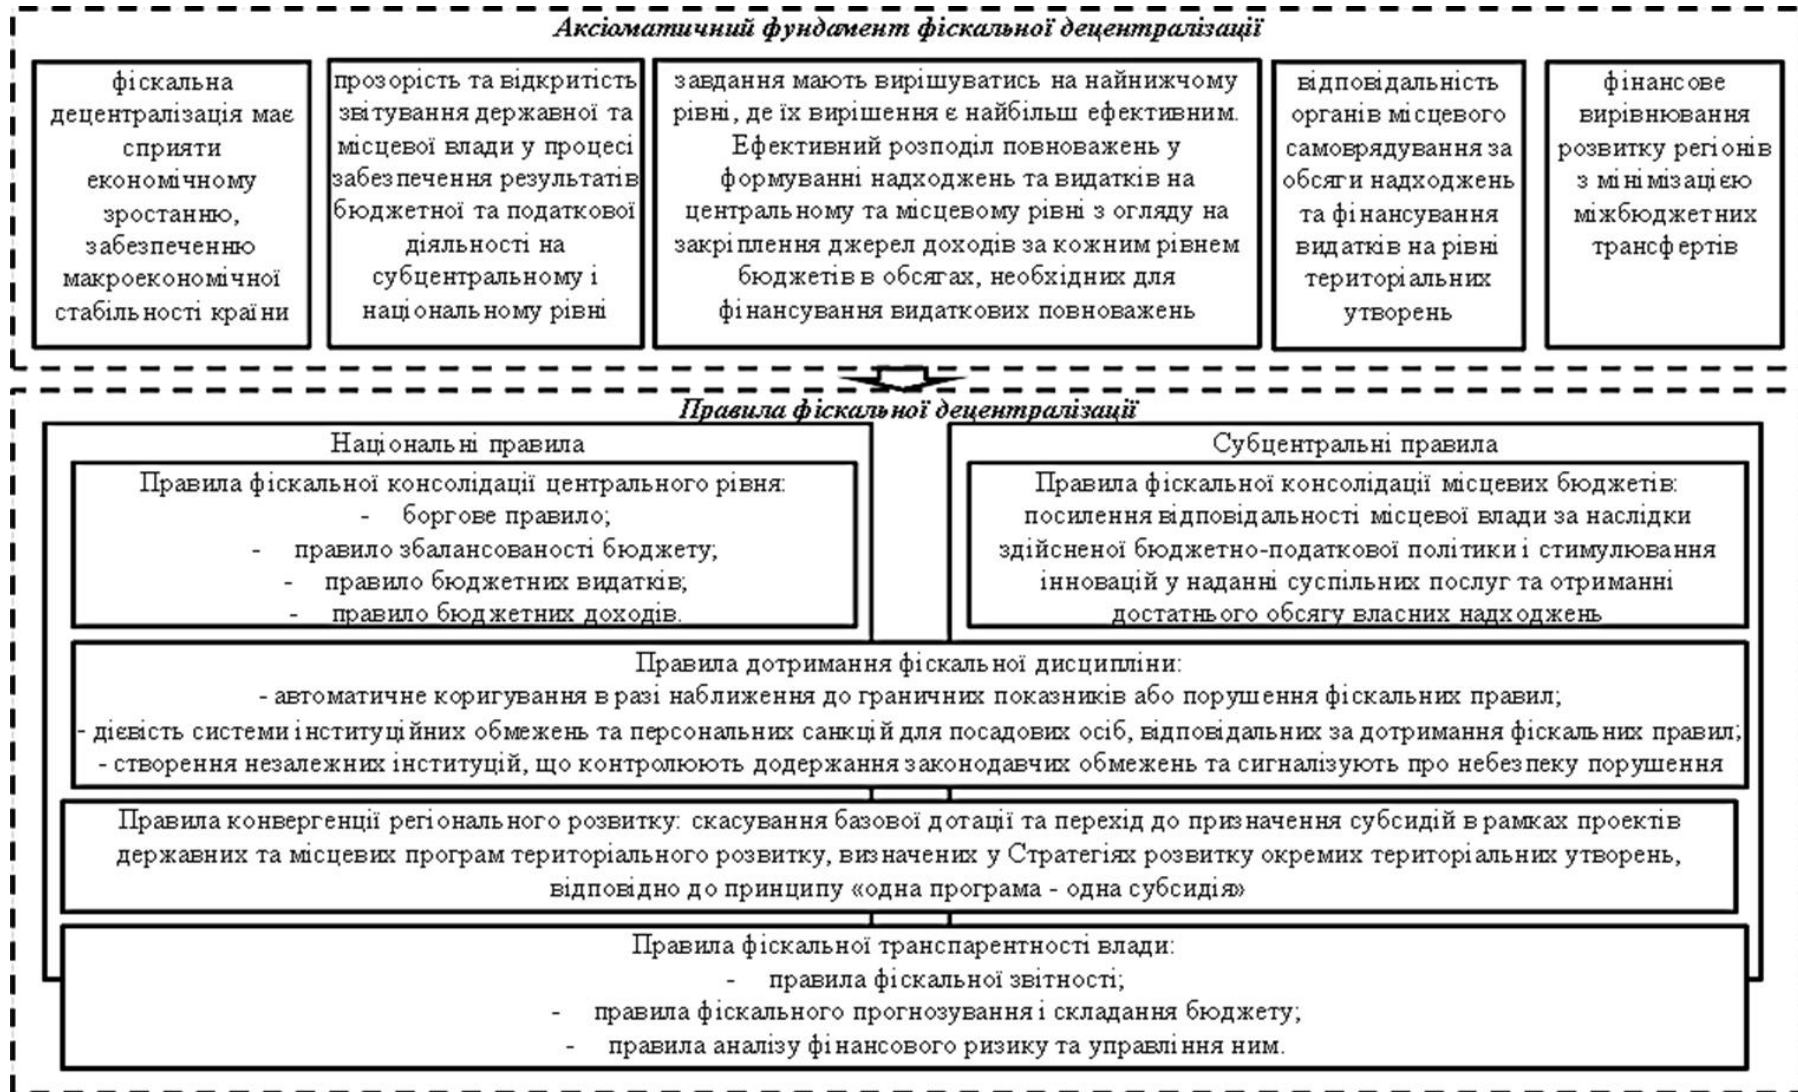 Аксіоматичний фундамент фіскальної децентралізації
фіскальна
децентралізація має
сприяти
економічному
зростанню,
забезпеченню
макроекономічної
стабільності країни
прозорість та відкритість
звітування державної та
місцевої влади у процесі
забезпечення результатів
бюджетної та податкової
діяльності на
субцентральному і
національному рівні
завдання мають вирішуватись на найнижчому
рівні, де їх вирішення є найбільш ефективним.
Ефективний розподіл повноважень у
формуванні надходжень та видатків на
центральному та місцевому рівні з огляду на
закріплення джерел доходів за кожним рівнем
бюджетів в обсягах, необхідних для
фінансування видаткових повноважень
відповідальність
органів місцевого
самоврядування за
обсяги надходжень
та фінансування
видатків на рівні
територіальних
утворень
фінансове
вирівнювання
розвитку регіонів
з мінімізацією
міжбюджетних
трансфертів
Правила фіскальної децентралізації
Національні правила
Правила фіскальної консолідації центрального рівня:
- боргове правило;
- правило збалансованості бюджету;
- правило бюджетних видатків;
- правило бюджетних доходів.
Субцентральні правила
Правила фіскальної консолідації місцевих бюджетів:
посилення відповідальності місцевої влади за наслідки
здійсненої бюджетно-податкової політики і стимулювання
інновацій у наданні суспільних послуг та отриманні
достатнього обсягу власних надходжень
Правила дотримання фіскальної дисципліни:
- автоматичне коригування в разі наближення до граничних показників або порушення фіскальних правил;
- дієвість системи інституційних обмежень та персональних санкцій для посадових осіб, відповідальних за дотримання фіскальних правил;
- створення незалежних інституцій, що контролюють додержання законодавчих обмежень та сигналізують про небезпеку порушення
Правила конвергенції регіонального розвитку: скасування базової дотації та перехід до призначення субсидій в рамках проектів
державних та місцевих програм територіального розвитку, визначених у Стратегіях розвитку окремих територіальних утворень,
відповідно до принципу «одна програма - одна субсидія»
Правила фіскальної транспарентності влади:
- правила фіскальної звітності;
- правила фіскального прогнозування і складання бюджету;
- правила аналізу фінансового ризику та управління ним.